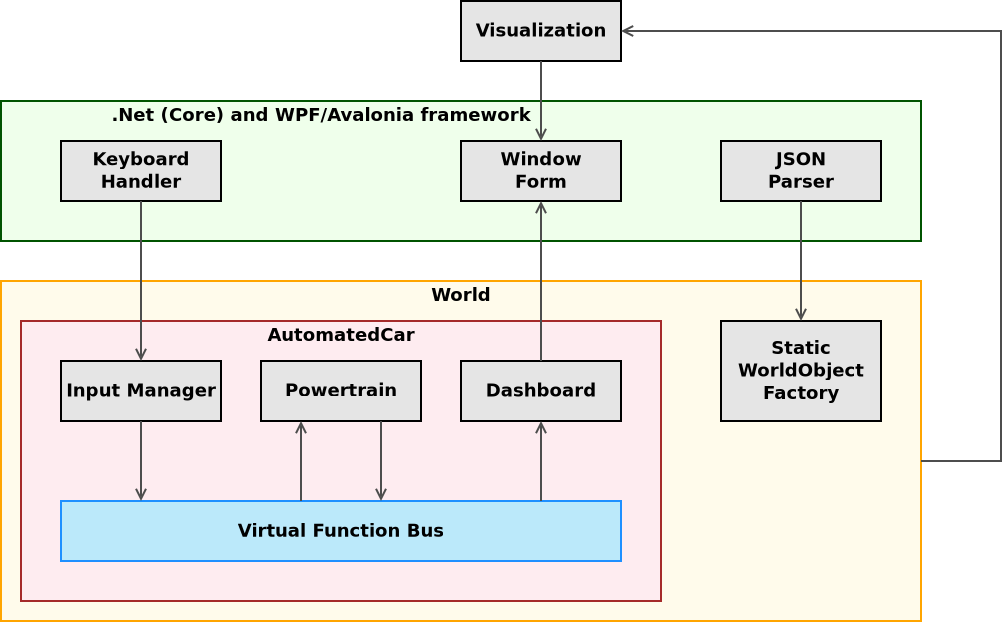 Visualization
.Net (Core) and WPF/Avalonia framework
Keyboard
Handler
Window
Form
JSON
Parser
World
AutomatedCar
Input Manager
Powertrain
Dashboard
Static
WorldObject
Factory
Virtual Function Bus